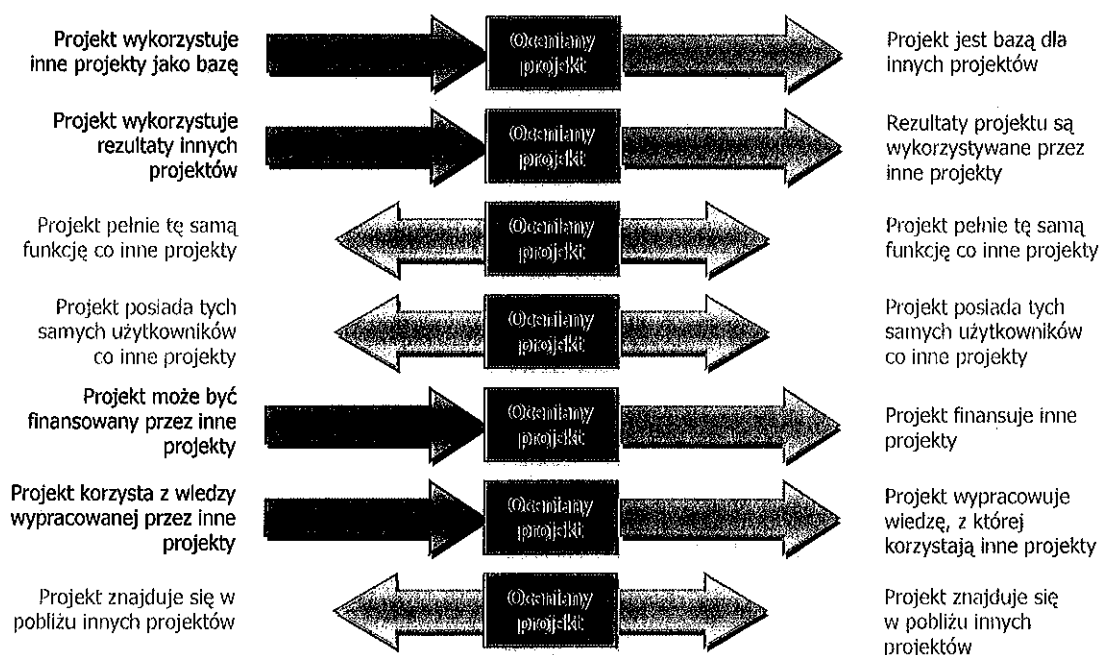 Projekt wykorzystuje
inne projekty jako bazę
Oceniany
projekt
Projekt jest bazą dla
innych projektów
Projekt wykorzystuje
rezultaty innych
projektów
Oceniany
projekt
Rezultaty projektu są
wykorzystywane przez
inne projekty
Projekt pełnie tę samą
funkcję co inne projekty
Oceniany
projekt
Projekt pełnie tę samą
funkcję co inne projekty
Projekt posiada tych
samych użytkowników
co inne projekty
Oceniany
projekt
Projekt posiada tych
samych użytkowników
co inne projekty
Projekt może być
finansowany przez inne
projekty
Oceniany
projekt
Projekt finansuje inne
projekty
Projekt korzysta z wiedzy
wypracowanej przez inne
projekty
Oceniany
projekt
Projekt wypracowuje
wiedzę, z której
korzystają inne projekty
Projekt znajduje się w
pobliżu innych projektów
Oceniany
projekt
Projekt znajduje się
w pobliżu innych
projektów